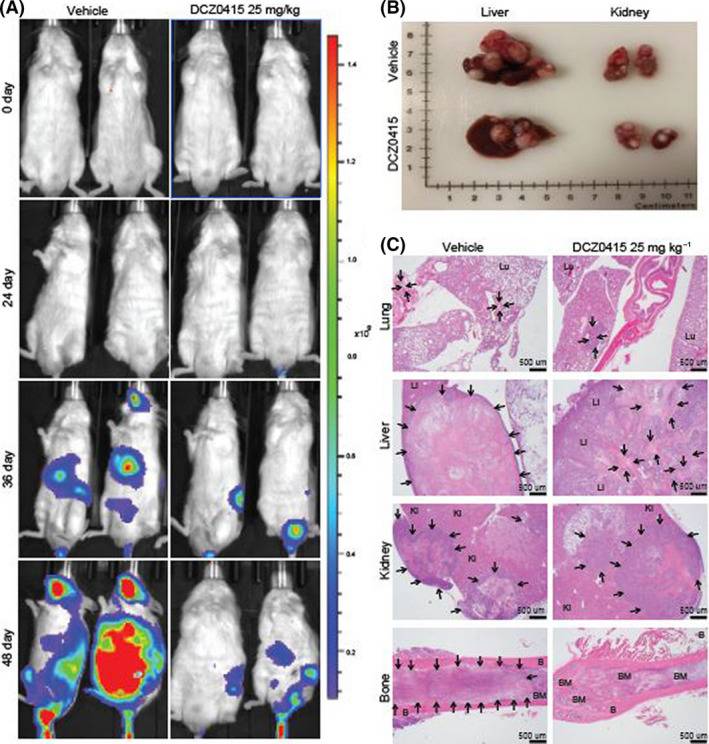 (A)
Vehicle DCZ0415 25 mg/kg
0 day
24 day
36 day
48 day
1.4
1.2
1.0
0.8
0.6
0.4
0.2
(B)
Liver Kidney
Vehicle
DCZ0415
8
7
6
5
4
3
2
1
1 2 3 4 5 6 7 8 9 10 11
Centimeters
(C)
Vehicle DCZ0415 25 mg kg⁻¹
Lung
Lu
500 um
Lu
Lu
500 um
Liver
LI
500 um
LI
LI
LI
500 um
Kidney
KI
KI
KI
500 um
KI
KI
500 um
Bone
B
BM
B
500 um
B
BM
BM
BM
B
500 um